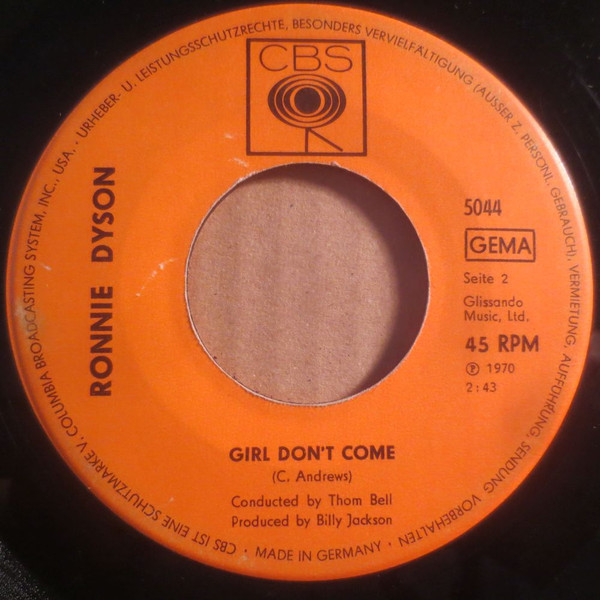 URHEBER- U. LEISTUNGSSCHUTZRECHTE, BESONDERS VERVIELFÄLTIGUNG (AUSSER Z. PERSÖNL. GEBRAUCH), VERMIETUNG, AUFFÜHRUNG, SENDUNG VORBEHALTEN
CBS
RONNIE DYSON
5044
GEMA
Seite 2
Glissando
Music, Ltd.
45 RPM
Ⓟ 1970
2:43
GIRL DON'T COME
(C. Andrews)
Conducted by Thom Bell
Produced by Billy Jackson
CBS IST EINE SCHUTZMARKE V. COLUMBIA BROADCASTING SYSTEM, INC., USA. •
• MADE IN GERMANY •